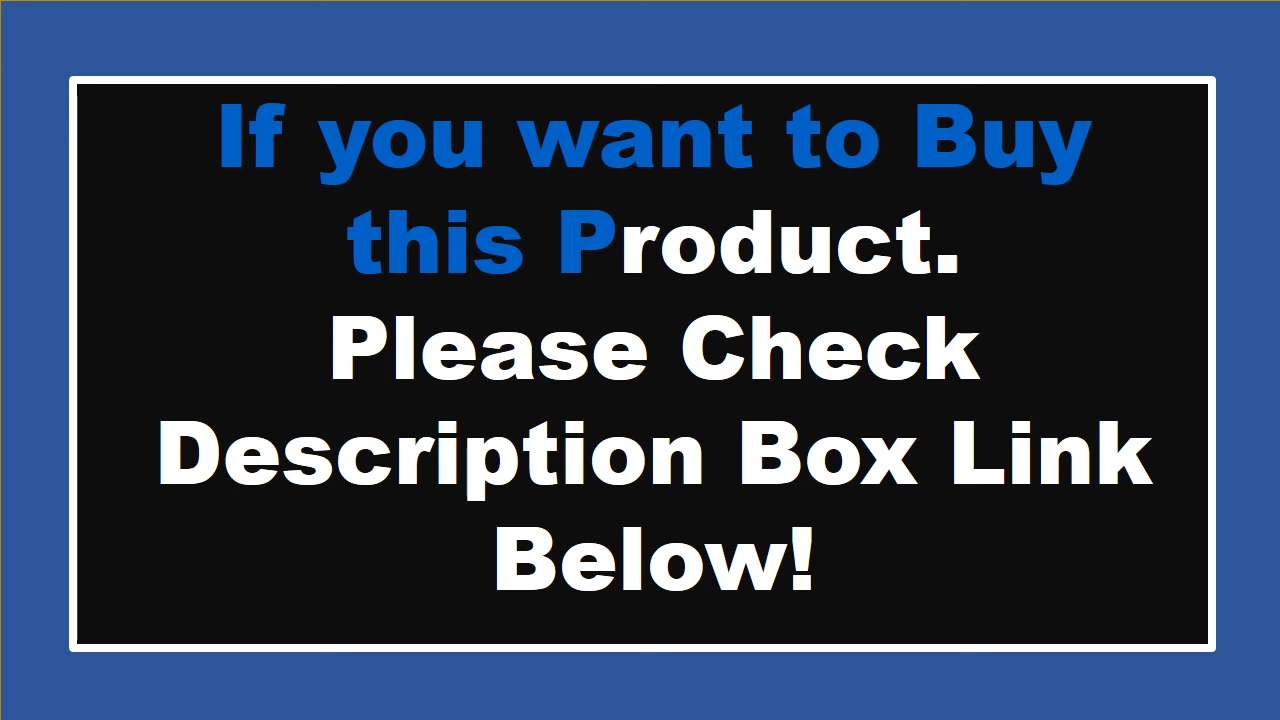 If you want to Buy
this Product.
Please Check
Description Box Link
Below!